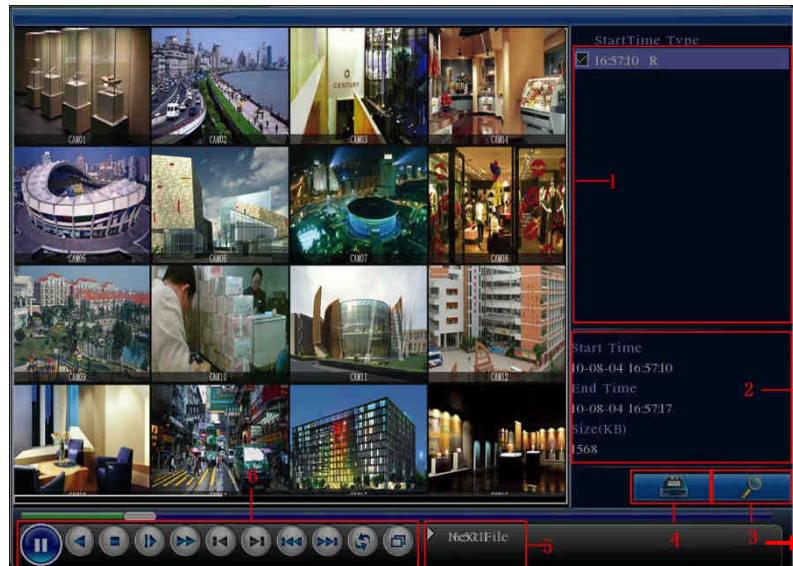 StartTime Type
16:57:10 R
CAM01
CAM02
CAM03
CAM04
CENTURY
CAM05
CAM06
CAM07
CAM08
CAM09
CAM10
CAM11
CAM12
1
Start Time
10-08-04 16:57:10
End Time
10-08-04 16:57:17
Size(KB)
1568
2
3
4
5
6